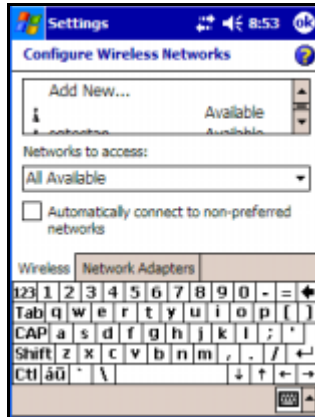 Settings 8:53 ok
Configure Wireless Networks ?
Add New...
Available
Available
Networks to access:
All Available
Automatically connect to non-preferred
networks
Wireless Network Adapters
123 1 2 3 4 5 6 7 8 9 0 - =
Tab q w e r t y u i o p [ ]
CAP a s d f g h j k l ; '
Shift z x c v b n m , . /
Ctl áü ` \